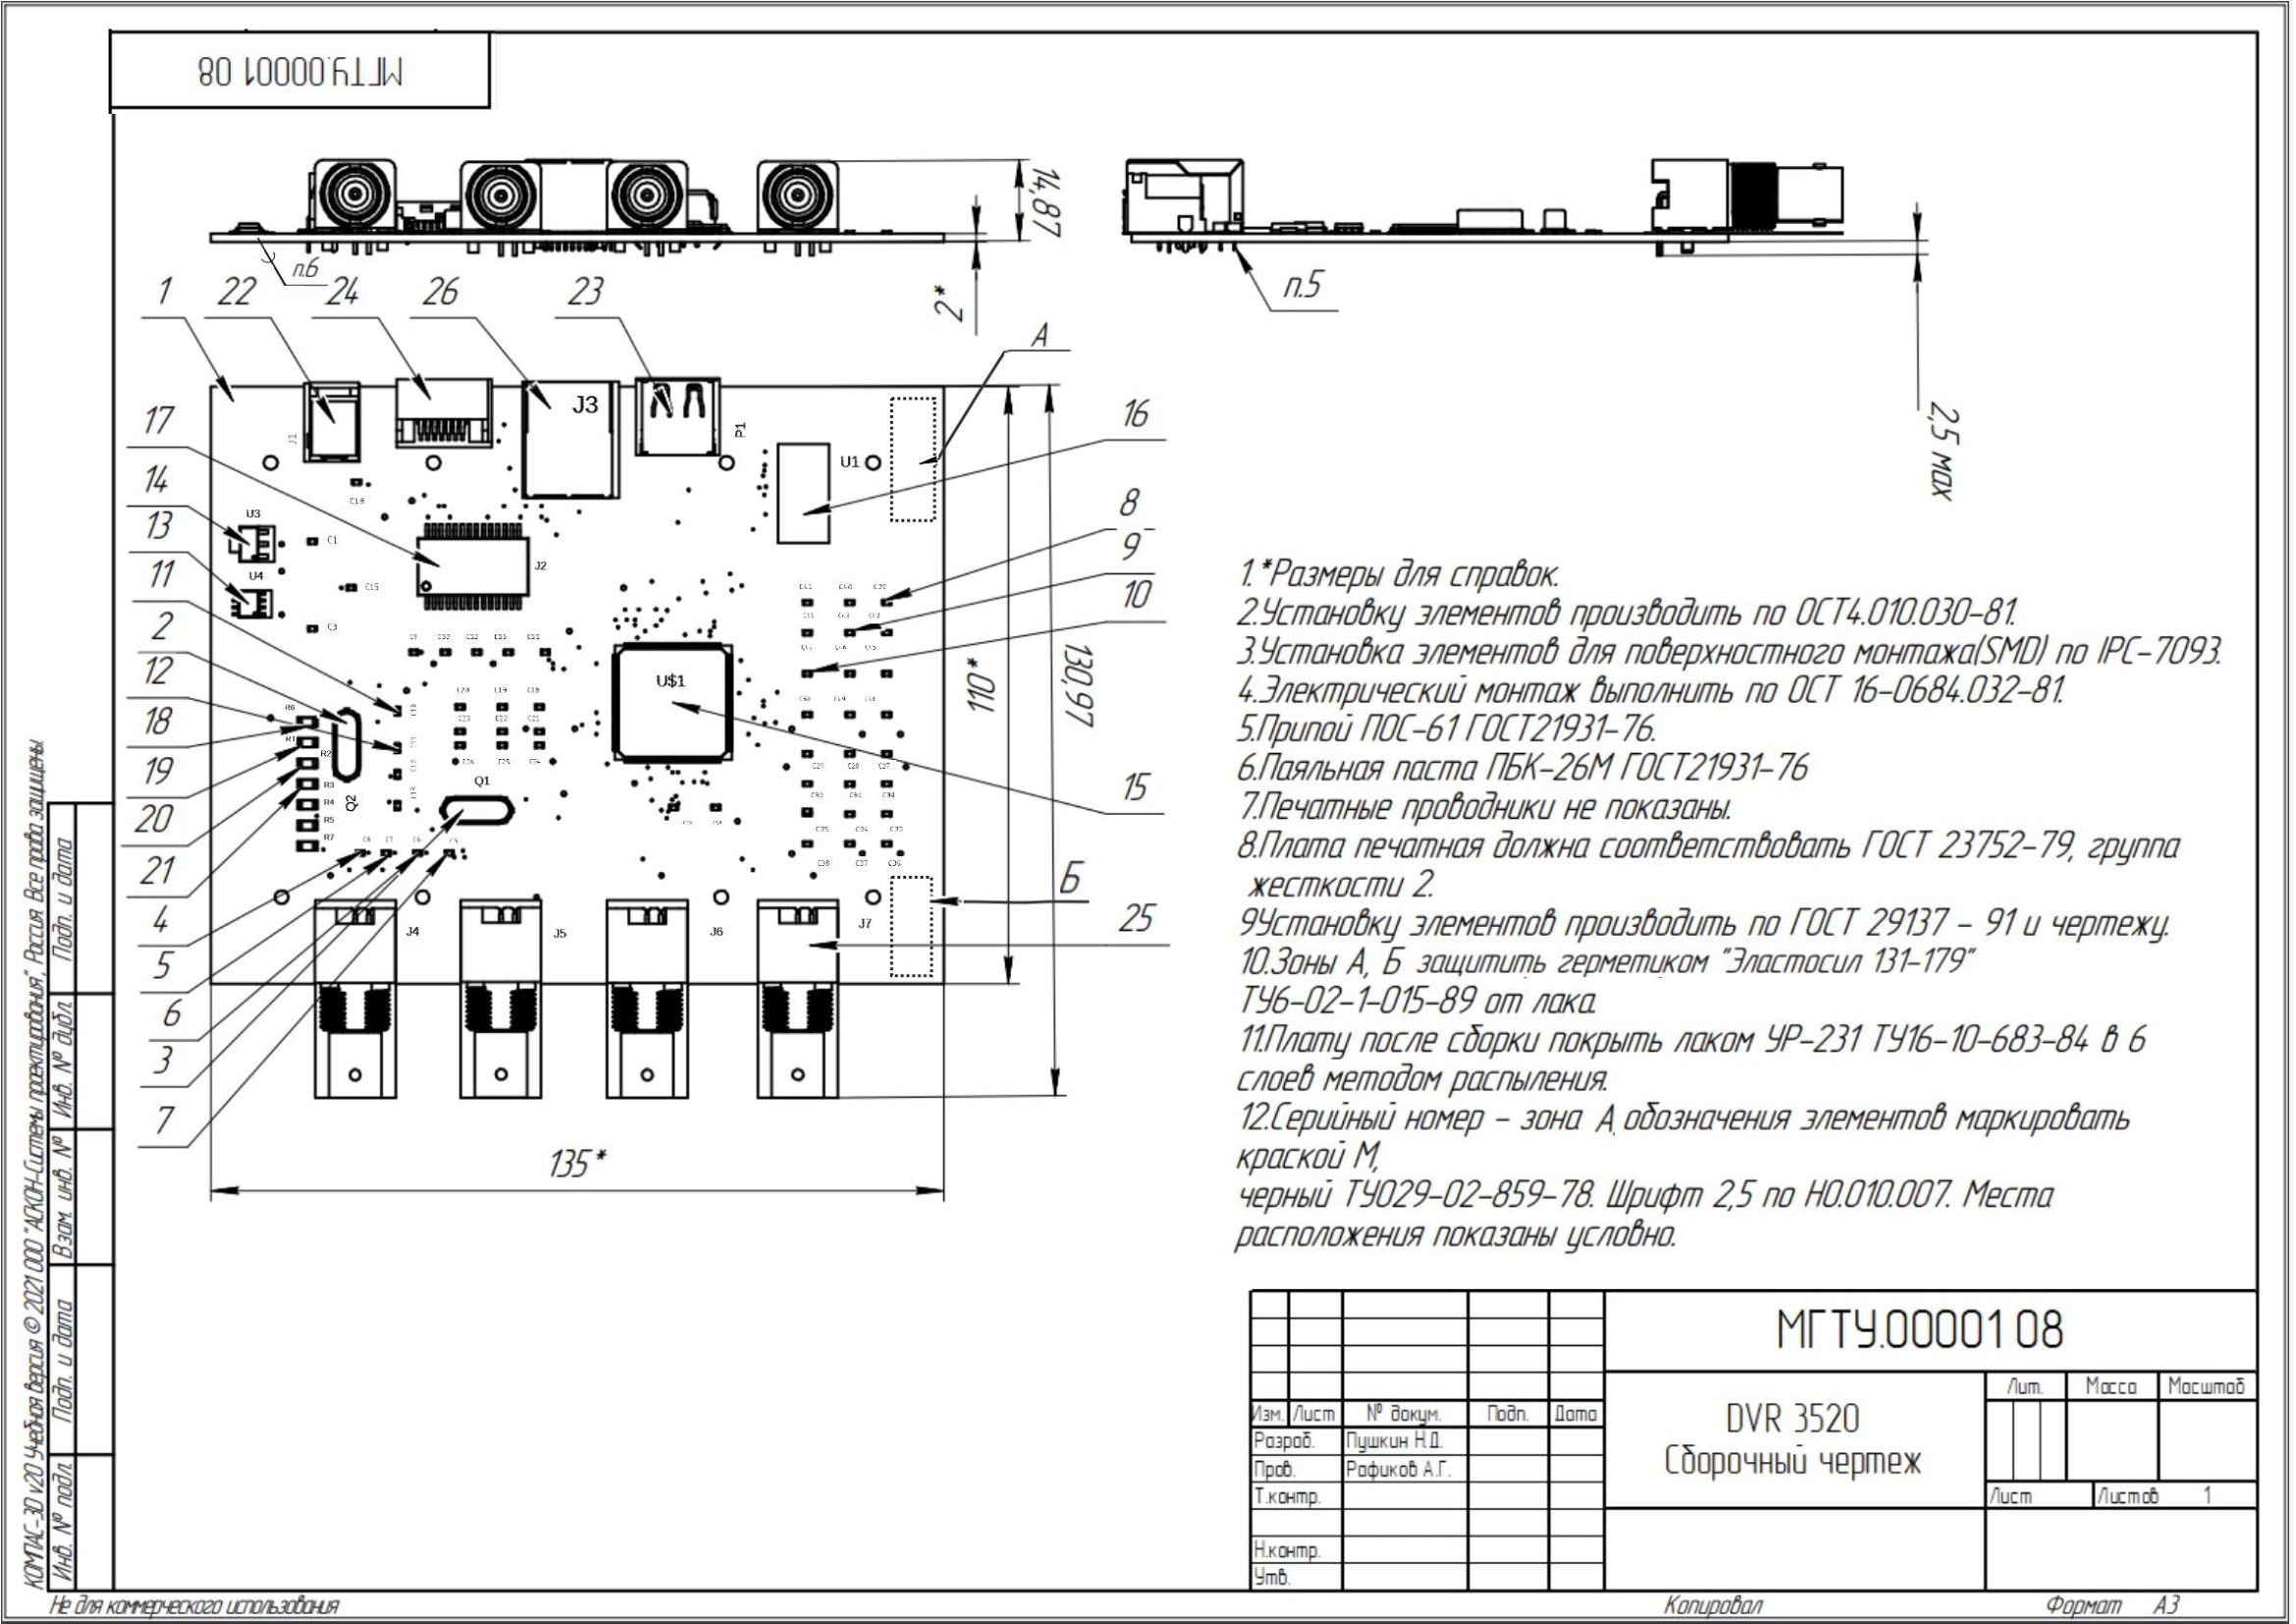 МГТУ.00001 08
14,87
2*
п.6
п.5
2,5 max
1
22
24
26
23
А
17
14
13
11
2
12
18
19
20
21
4
5
6
3
7
16
8
9
10
15
Б
25
J1
J3
P1
U1
C16
U3
C1
U4
C15
C3
J2
U$1
R6
R1
R2
R3
R4
R5
R7
Q2
Q1
C20
C19
C18
C23
C22
C21
C26
C25
C24
C8
C7
C6
J4
J5
J6
J7
110*
130,97
135*
1.*Размеры для справок.
2.Установку элементов производить по ОСТ4.010.030-81.
3.Установка элементов для поверхностного монтажа(SMD) по IPC-7093.
4.Электрический монтаж выполнить по ОСТ 16-0684.032-81.
5.Припой ПОС-61 ГОСТ21931-76.
6.Паяльная паста ПБК-26М ГОСТ21931-76
7.Печатные проводники не показаны.
8.Плата печатная должна соответствовать ГОСТ 23752-79, группа
жесткости 2.
9Установку элементов производить по ГОСТ 29137 - 91 и чертежу.
10.Зоны А, Б защитить герметиком "Эластосил 131-179"
ТУ6-02-1-015-89 от лака
11.Плату после сборки покрыть лаком УР-231 ТУ16-10-683-84 в 6
слоев методом распыления.
12.Серийный номер - зона А, обозначения элементов маркировать
краской М,
черный ТУ029-02-859-78. Шрифт 2,5 по НО.010.007. Места
расположения показаны условно.
МГТУ.00001 08
DVR 3520
Сборочный чертеж
Лит. Масса Масштаб
Лист Листов 1
Изм. Лист № докум. Подп. Дата
Разраб. Пушкин Н.Д.
Пров. Рафиков А.Г.
Т.контр.
Н.контр.
Утв.
Копировал
Формат А3
Не для коммерческого использования
КОМПАС-3D v20 Учебная версия © 2021 ООО "АСКОН-Системы проектирования", Россия. Все права защищены.
Подп. и дата
Инв. № дубл.
Взам. инв. №
Подп. и дата
Инв. № подл.